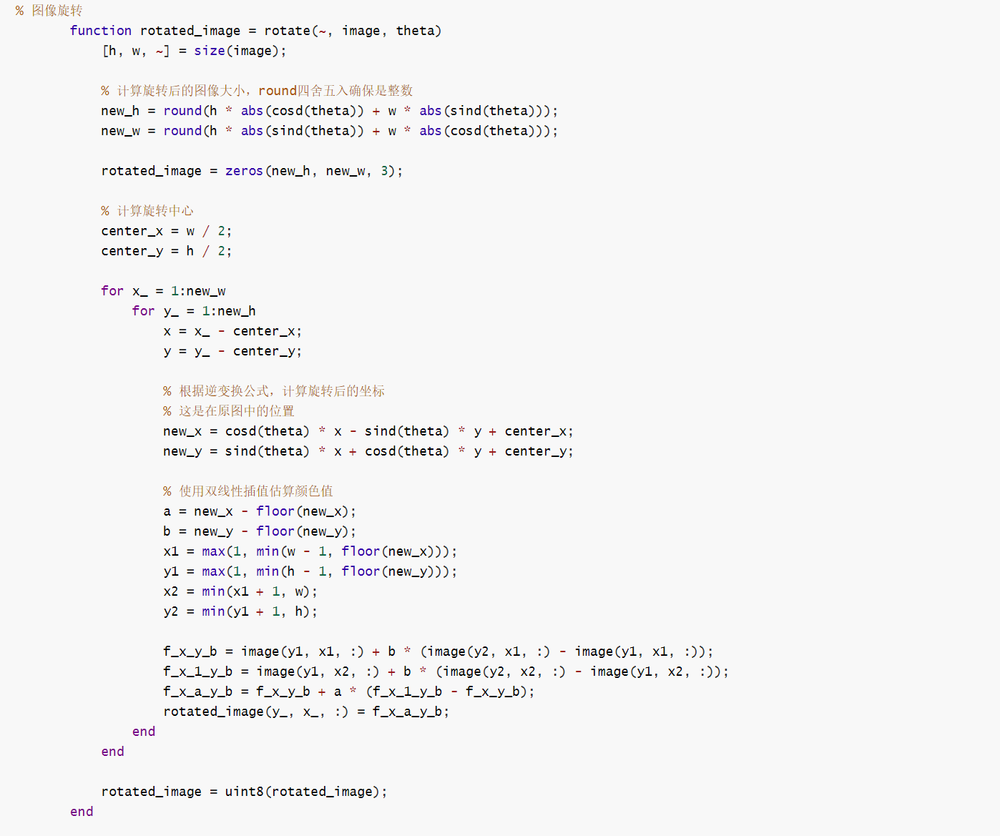 % 图像旋转
function rotated_image = rotate(~, image, theta)
[h, w, ~] = size(image);
% 计算旋转后的图像大小，round四舍五入确保是整数
new_h = round(h * abs(cosd(theta)) + w * abs(sind(theta)));
new_w = round(h * abs(sind(theta)) + w * abs(cosd(theta)));
rotated_image = zeros(new_h, new_w, 3);
% 计算旋转中心
center_x = w / 2;
center_y = h / 2;
for x_ = 1:new_w
for y_ = 1:new_h
x = x_ - center_x;
y = y_ - center_y;
% 根据逆变换公式，计算旋转后的坐标
% 这是在原图中的位置
new_x = cosd(theta) * x - sind(theta) * y + center_x;
new_y = sind(theta) * x + cosd(theta) * y + center_y;
% 使用双线性插值估算颜色值
a = new_x - floor(new_x);
b = new_y - floor(new_y);
x1 = max(1, min(w - 1, floor(new_x)));
y1 = max(1, min(h - 1, floor(new_y)));
x2 = min(x1 + 1, w);
y2 = min(y1 + 1, h);
f_x_y_b = image(y1, x1, :) + b * (image(y2, x1, :) - image(y1, x1, :));
f_x_1_y_b = image(y1, x2, :) + b * (image(y2, x2, :) - image(y1, x2, :));
f_x_a_y_b = f_x_y_b + a * (f_x_1_y_b - f_x_y_b);
rotated_image(y_, x_, :) = f_x_a_y_b;
end
end
rotated_image = uint8(rotated_image);
end